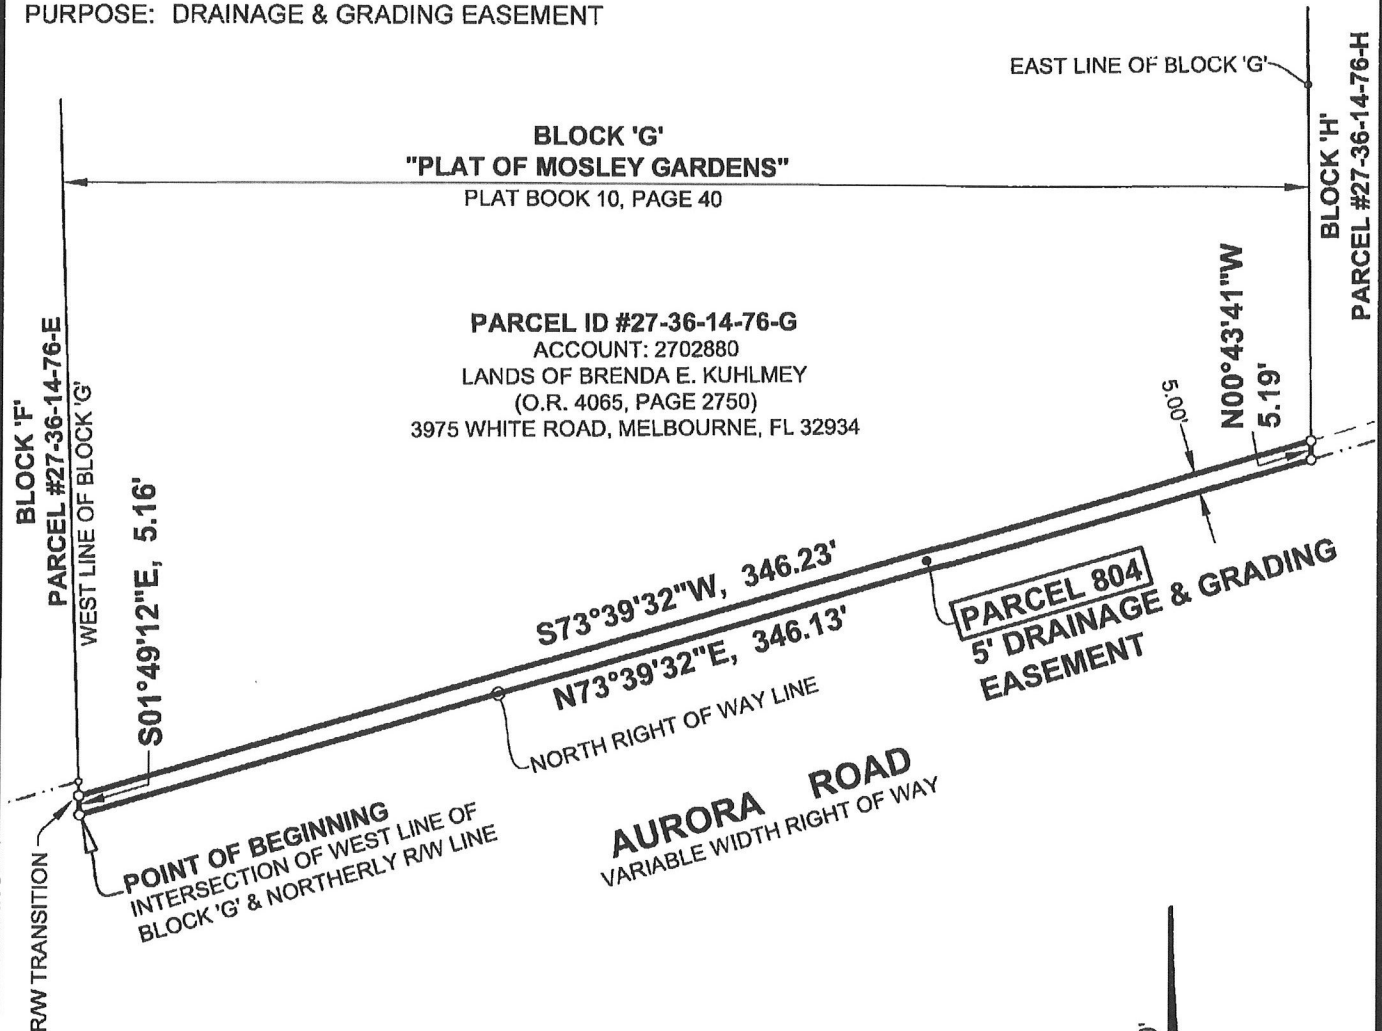 PURPOSE: DRAINAGE & GRADING EASEMENT
EAST LINE OF BLOCK 'G'
BLOCK 'G'
"PLAT OF MOSLEY GARDENS"
PLAT BOOK 10, PAGE 40
BLOCK 'H'
PARCEL #27-36-14-76-H
PARCEL ID #27-36-14-76-G
ACCOUNT: 2702880
LANDS OF BRENDA E. KUHLMEY
(O.R. 4065, PAGE 2750)
3975 WHITE ROAD, MELBOURNE, FL 32934
BLOCK 'F'
PARCEL #27-36-14-76-E
WEST LINE OF BLOCK 'G'
S01°49'12"E, 5.16'
5.00'
N00°43'41"W
5.19'
S73°39'32"W, 346.23'
N73°39'32"E, 346.13'
PARCEL 804
5' DRAINAGE & GRADING
EASEMENT
NORTH RIGHT OF WAY LINE
AURORA ROAD
VARIABLE WIDTH RIGHT OF WAY
POINT OF BEGINNING
INTERSECTION OF WEST LINE OF
BLOCK 'G' & NORTHERLY R/W LINE
R/W TRANSITION